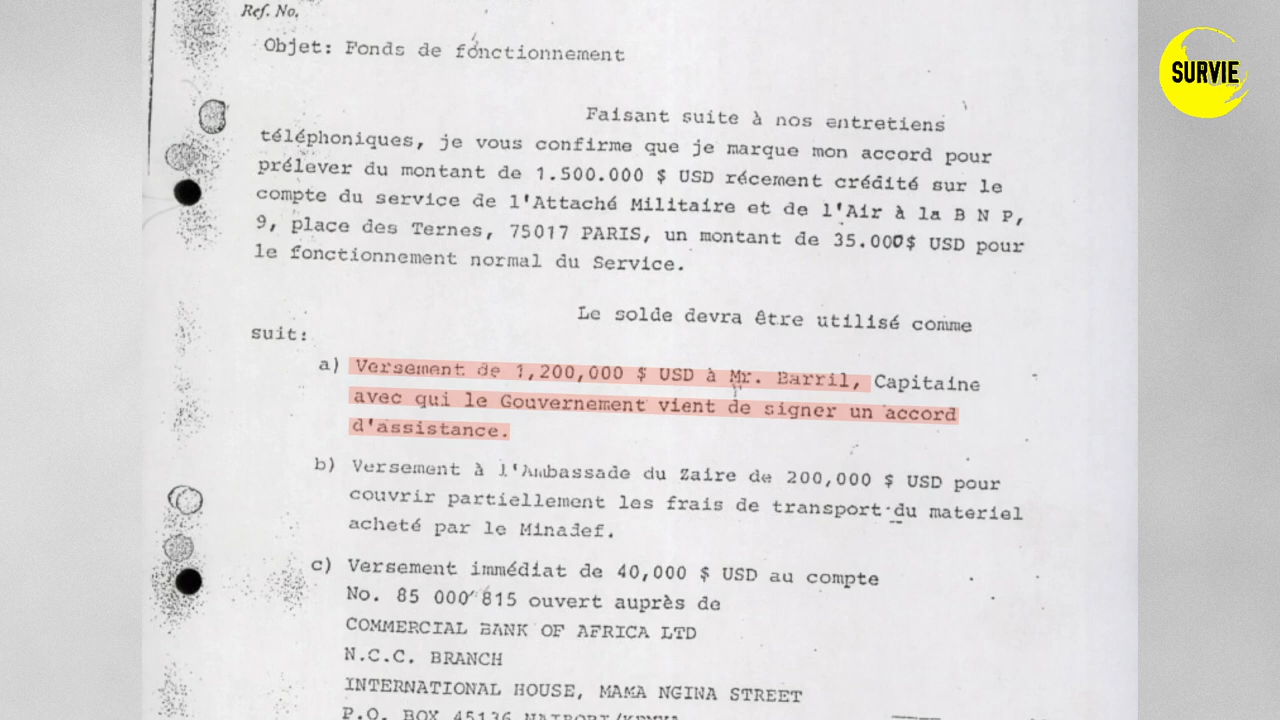 Ref. No.
SURVIE
Objet: Fonds de fonctionnement
Faisant suite à nos entretiens
téléphoniques, je vous confirme que je marque mon accord pour
prélever du montant de 1.500.000 $ USD récement crédité sur le
compte du service de l'Attaché Militaire et de l'Air à la B N P,
9, place des Ternes, 75017 PARIS, un montant de 35.000$ USD pour
le fonctionnement normal du Service.
Le solde devra être utilisé comme
suit:
a) Versement de 1,200,000 $ USD à Mr. Barril, Capitaine
avec qui le Gouvernement vient de signer un accord
d'assistance.
b) Versement à l'Ambassade du Zaire de 200,000 $ USD pour
couvrir partiellement les frais de transport du materiel
acheté par le Minadef.
c) Versement immédiat de 40,000 $ USD au compte
No. 85 000 815 ouvert auprès de
COMMERCIAL BANK OF AFRICA LTD
N.C.C. BRANCH
INTERNATIONAL HOUSE, MAMA NGINA STREET
P.O. BOX 45136 NAIROBI/KENYA